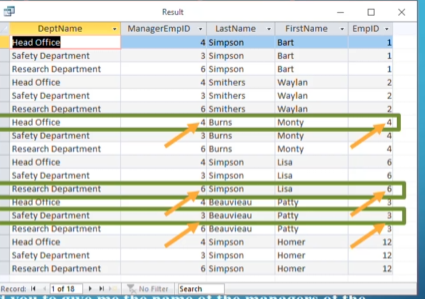 Result
DeptName ManagerEmpID LastName FirstName EmpID
Head Office 4 Simpson Bart 1
Safety Department 3 Simpson Bart 1
Research Department 6 Simpson Bart 1
Head Office 4 Smithers Waylan 2
Safety Department 3 Smithers Waylan 2
Research Department 6 Smithers Waylan 2
Head Office 4 Burns Monty 4
Safety Department 3 Burns Monty 4
Research Department 6 Burns Monty 4
Head Office 4 Simpson Lisa 6
Safety Department 3 Simpson Lisa 6
Research Department 6 Simpson Lisa 6
Head Office 4 Beauvieau Patty 3
Safety Department 3 Beauvieau Patty 3
Research Department 6 Beauvieau Patty 3
Head Office 4 Simpson Homer 12
Safety Department 3 Simpson Homer 12
Research Department 6 Simpson Homer 12
Record: 1 of 18 No Filter Search
you to give me the name of the managers of the